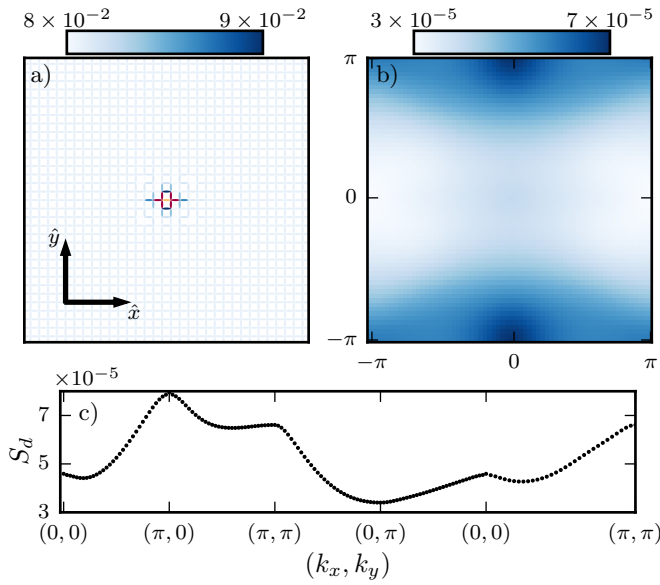 8 × 10⁻² 9 × 10⁻² 3 × 10⁻⁵ 7 × 10⁻⁵
a) b)
π
0
−π
ŷ
x̂
−π 0 π
×10⁻⁵
c)
7
5
3
S_d
(0, 0) (π, 0) (π, π) (0, π) (0, 0) (π, π)
(k_x, k_y)